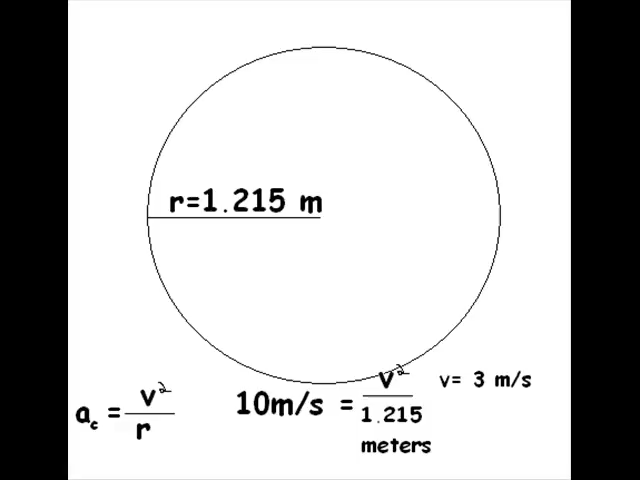 r=1.215 m
a_c = v²/r
10m/s = v²/1.215 meters
v= 3 m/s